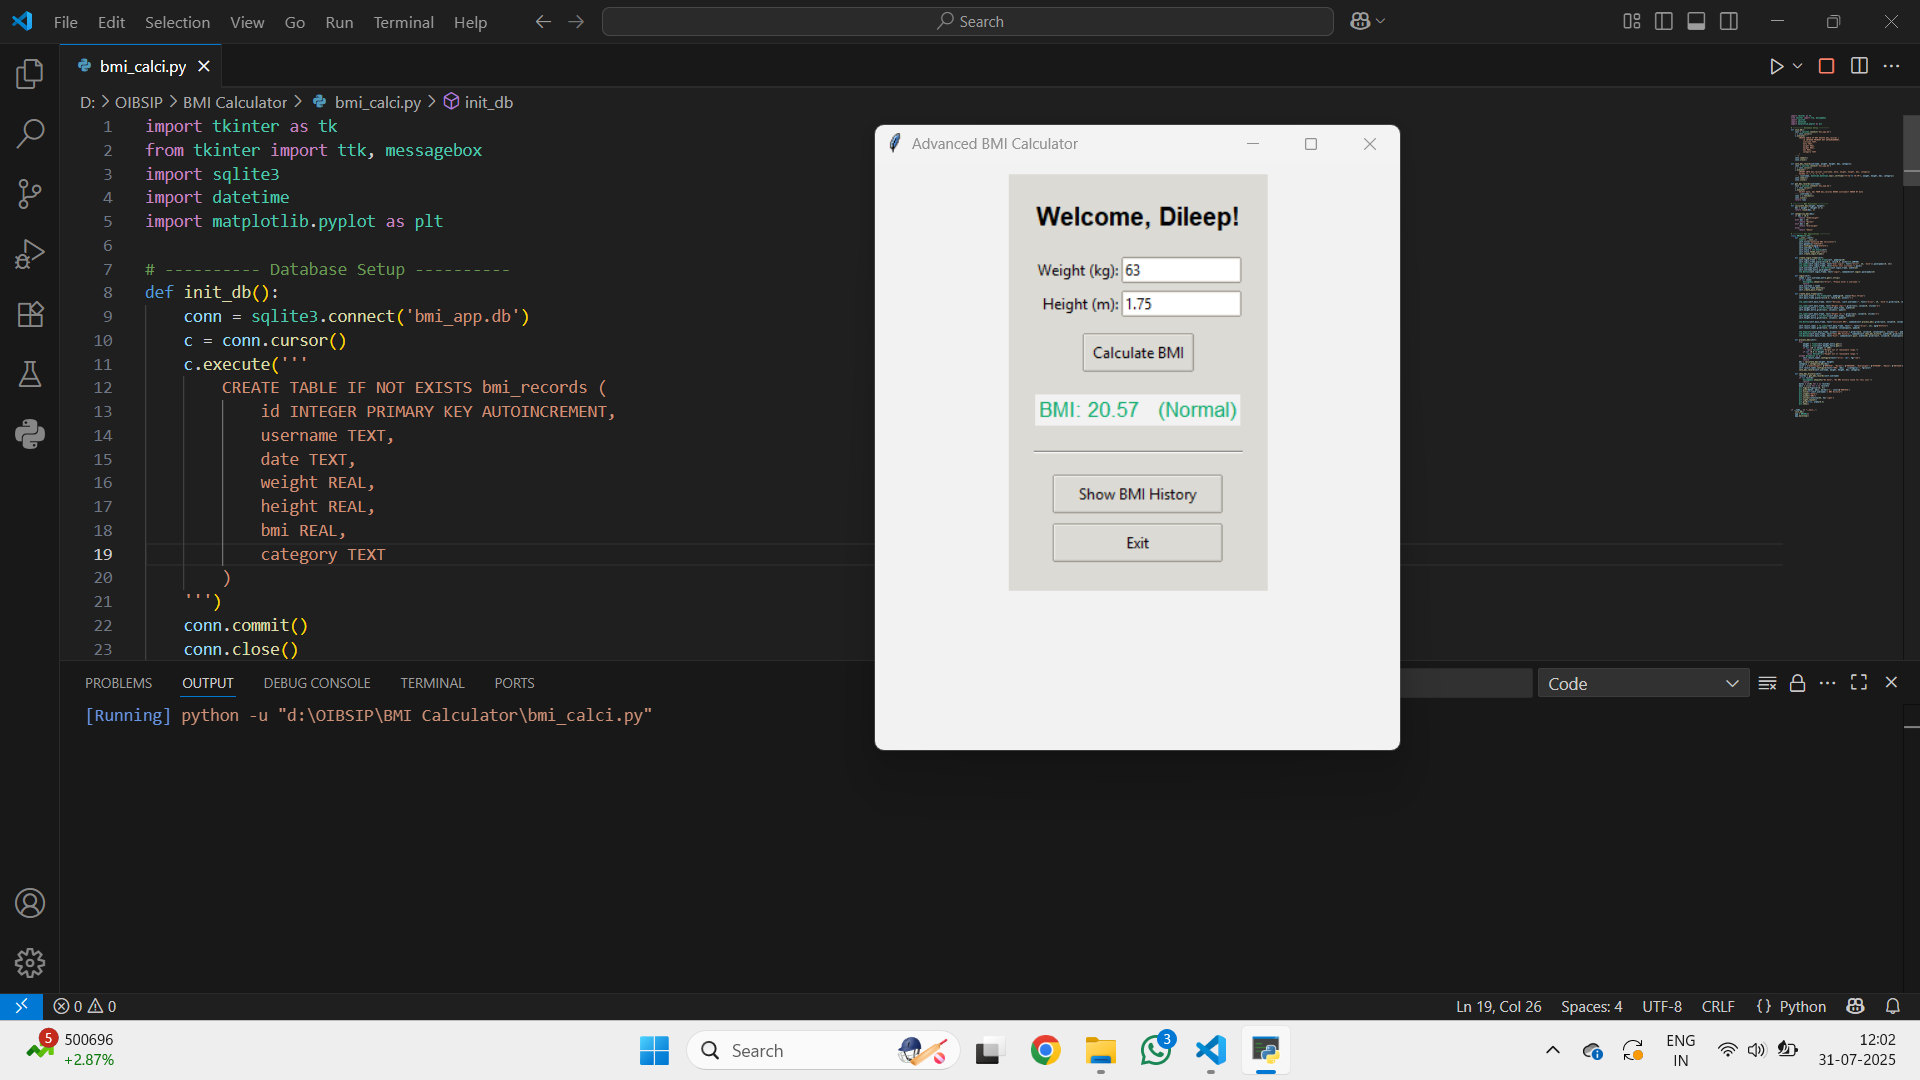 File Edit Selection View Go Run Terminal Help
Search
bmi_calci.py
D: > OIBSIP > BMI Calculator > bmi_calci.py > init_db
1 import tkinter as tk
2 from tkinter import ttk, messagebox
3 import sqlite3
4 import datetime
5 import matplotlib.pyplot as plt
6
7 # ---------- Database Setup ----------
8 def init_db():
9 conn = sqlite3.connect('bmi_app.db')
10 c = conn.cursor()
11 c.execute('''
12 CREATE TABLE IF NOT EXISTS bmi_records (
13 id INTEGER PRIMARY KEY AUTOINCREMENT,
14 username TEXT,
15 date TEXT,
16 weight REAL,
17 height REAL,
18 bmi REAL,
19 category TEXT
20 )
21 ''')
22 conn.commit()
23 conn.close()
Advanced BMI Calculator
Welcome, Dileep!
Weight (kg): 63
Height (m): 1.75
Calculate BMI
BMI: 20.57 (Normal)
Show BMI History
Exit
PROBLEMS OUTPUT DEBUG CONSOLE TERMINAL PORTS
Code
[Running] python -u "d:\OIBSIP\BMI Calculator\bmi_calci.py"
0 0
Ln 19, Col 26 Spaces: 4 UTF-8 CRLF {} Python
5
500696
+2.87%
Search
3
ENG
IN
12:02
31-07-2025